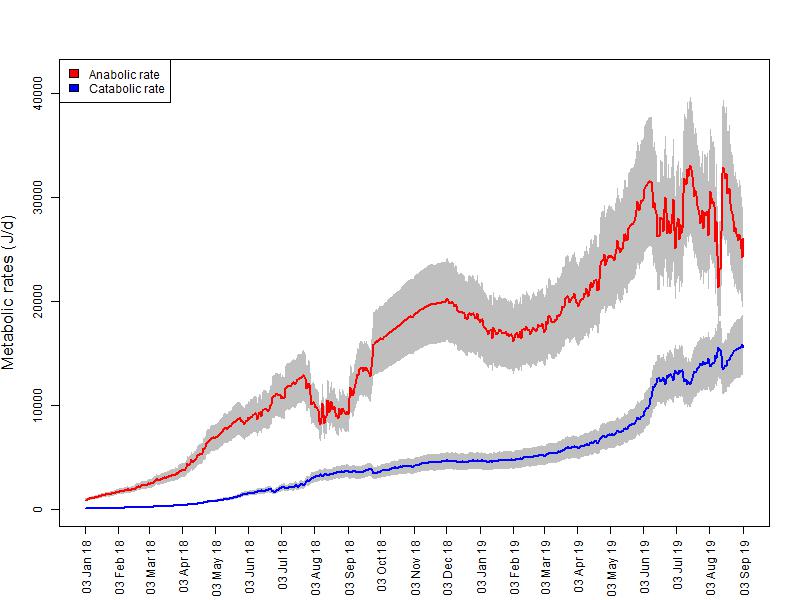 Anabolic rate
Catabolic rate
Metabolic rates (J/d)
40000
30000
20000
10000
0
03 Jan 18
03 Feb 18
03 Mar 18
03 Apr 18
03 May 18
03 Jun 18
03 Jul 18
03 Aug 18
03 Sep 18
03 Oct 18
03 Nov 18
03 Dec 18
03 Jan 19
03 Feb 19
03 Mar 19
03 Apr 19
03 May 19
03 Jun 19
03 Jul 19
03 Aug 19
03 Sep 19